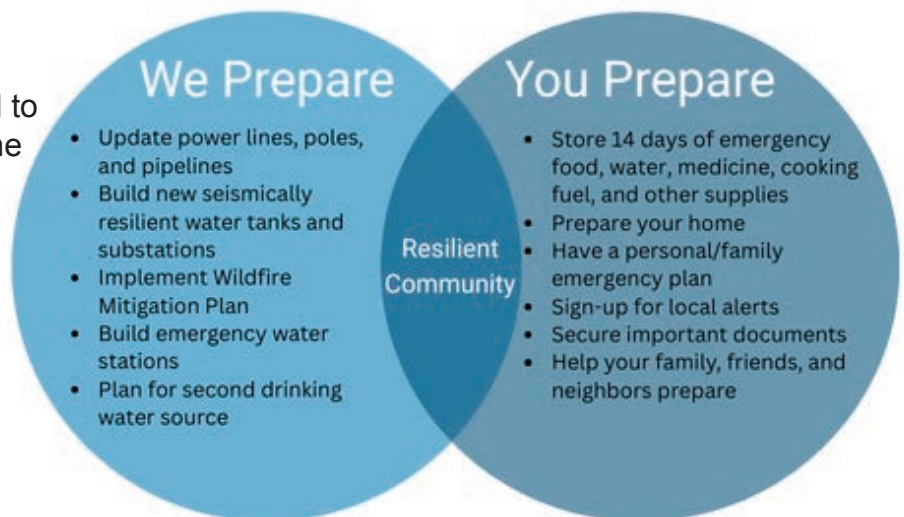 l to
ne
We Prepare
• Update power lines, poles,
and pipelines
• Build new seismically
resilient water tanks and
substations
• Implement Wildfire
Mitigation Plan
• Build emergency water
stations
• Plan for second drinking
water source
Resilient
Community
You Prepare
• Store 14 days of emergency
food, water, medicine, cooking
fuel, and other supplies
• Prepare your home
• Have a personal/family
emergency plan
• Sign-up for local alerts
• Secure important documents
• Help your family, friends, and
neighbors prepare